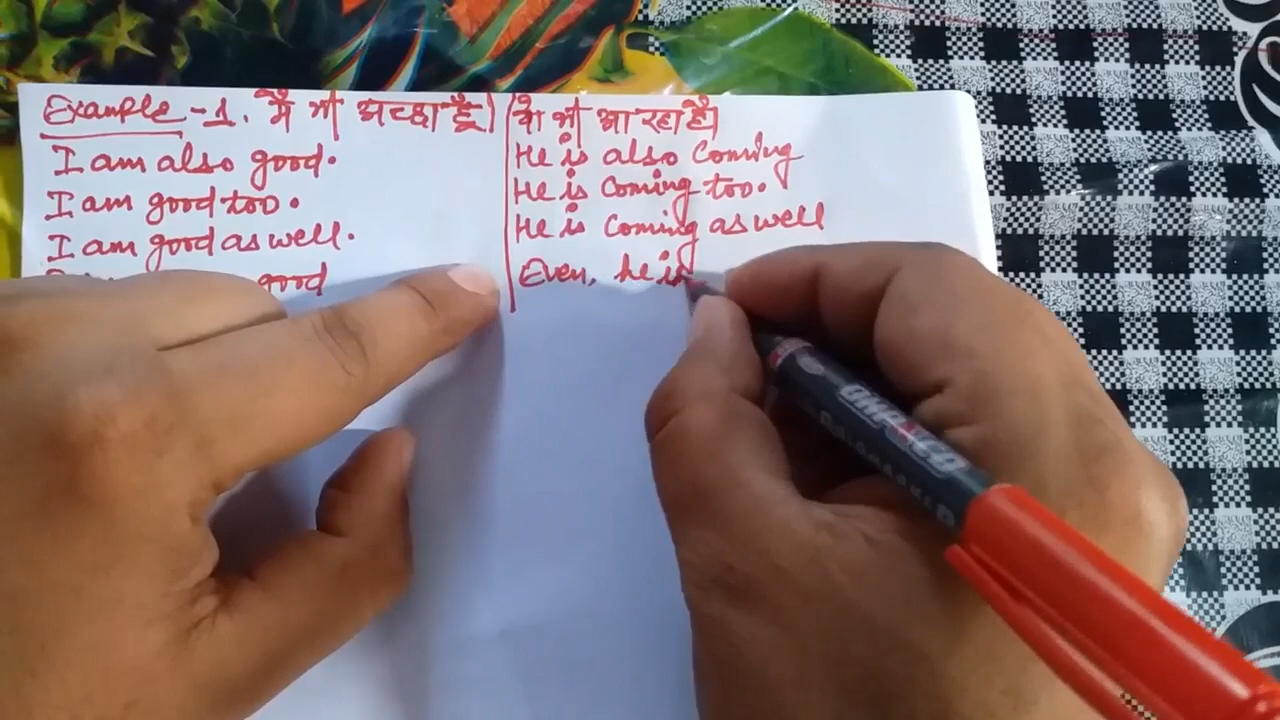 Example - 1. मैं भी अच्छा हूँ।
I am also good.
I am good too.
I am good as well.
good
वो भी आ रहा है।
He is also coming
He is coming too.
He is coming as well
Even, he is